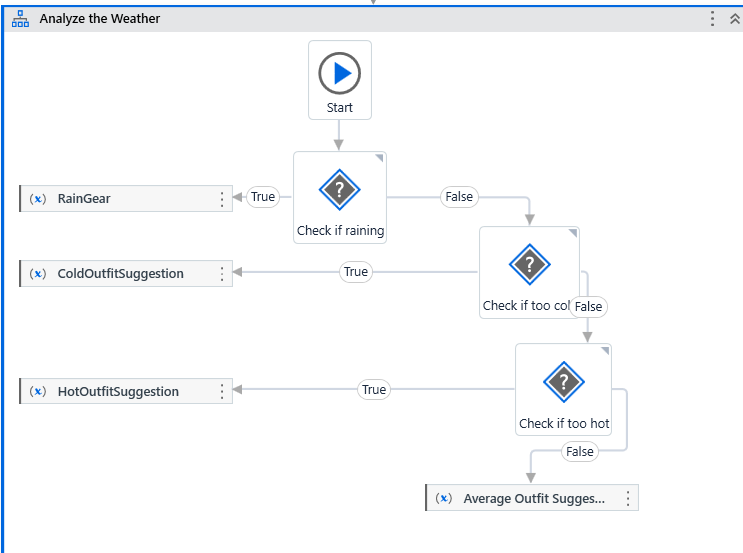 Analyze the Weather
Start
Check if raining
True
False
RainGear
Check if too col
True
False
ColdOutfitSuggestion
Check if too hot
True
False
HotOutfitSuggestion
Average Outfit Sugges...